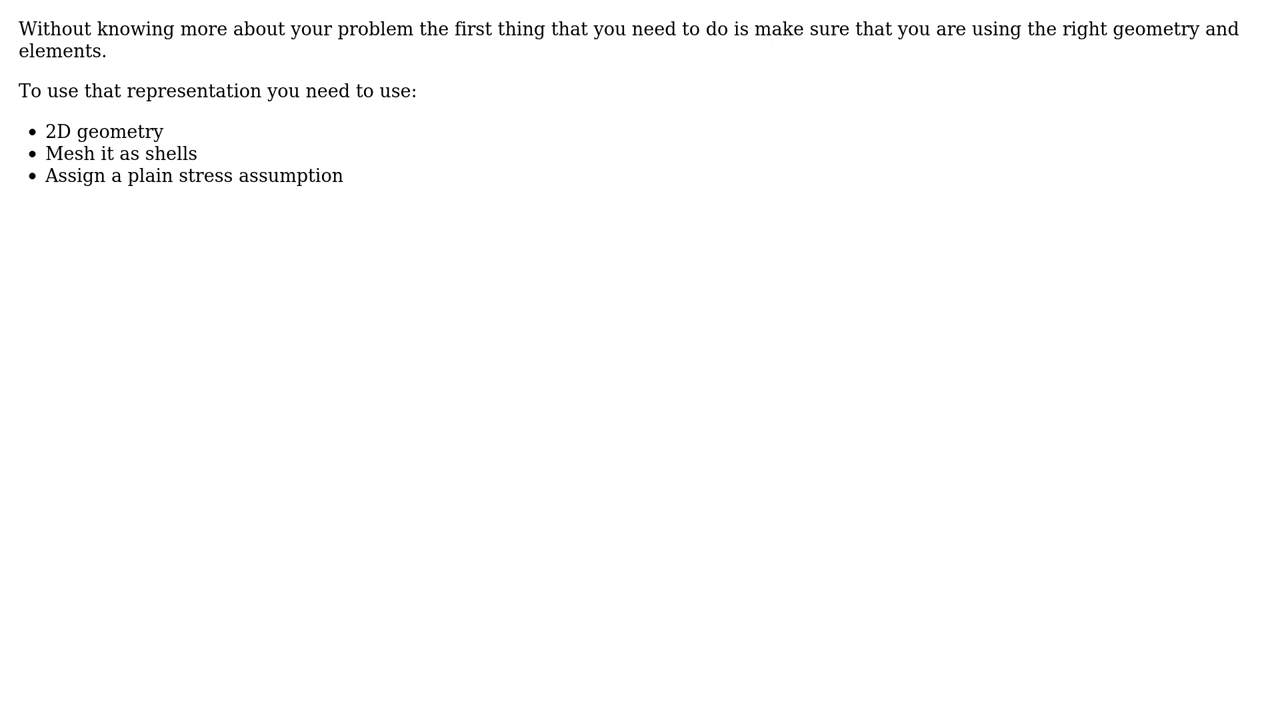 Without knowing more about your problem the first thing that you need to do is make sure that you are using the right geometry and
elements.
To use that representation you need to use:
• 2D geometry
• Mesh it as shells
• Assign a plain stress assumption